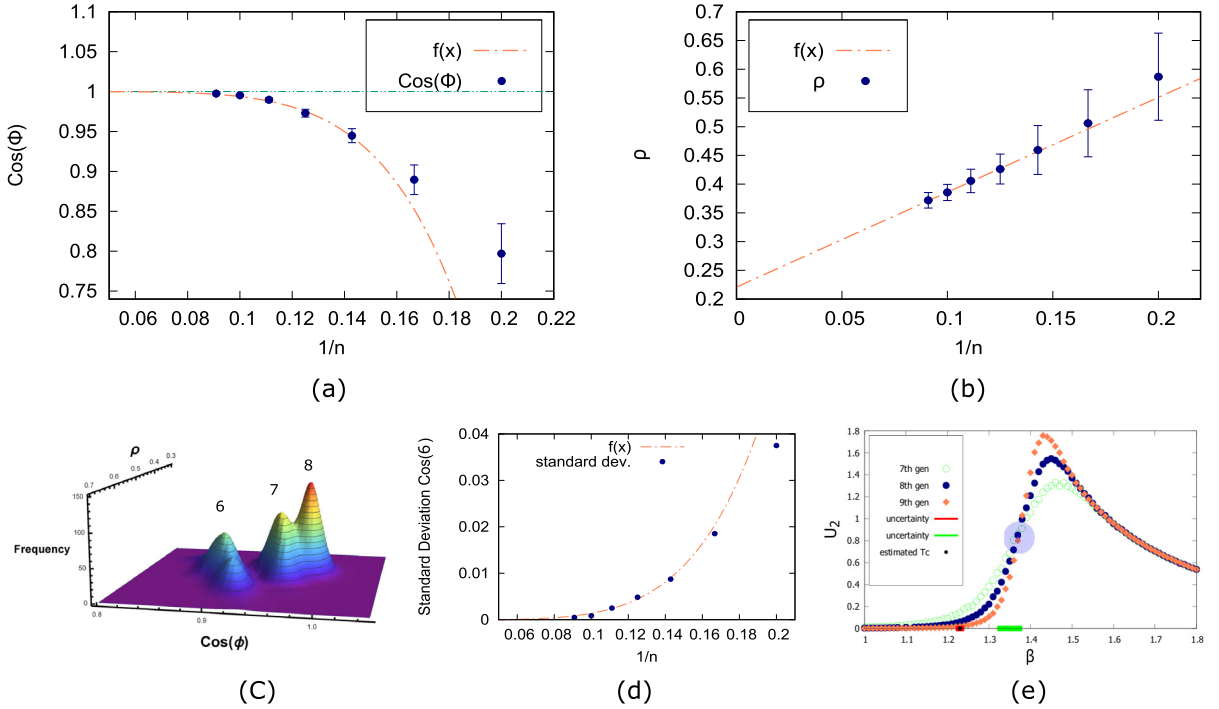 1.1
1.05
1
0.95
0.9
0.85
0.8
0.75
Cos(Φ)
f(x)
Cos(Φ)
0.06 0.08 0.1 0.12 0.14 0.16 0.18 0.2 0.22
1/n
(a)
0.7
0.65
0.6
0.55
0.5
0.45
0.4
0.35
0.3
0.25
0.2
ρ
f(x)
ρ
0 0.05 0.1 0.15 0.2
1/n
(b)
ρ
0.3
0.4
0.5
0.6
0.7
150
100
50
0
Frequency
6
7
8
0.8 0.9 1.0
Cos(ϕ)
(C)
0.04
0.03
0.02
0.01
0
Standard Deviation Cos(6)
f(x)
standard dev.
0.06 0.08 0.1 0.12 0.14 0.16 0.18 0.2
1/n
(d)
1.8
1.6
1.4
1.2
1
0.8
0.6
0.4
0.2
0
U2
7th gen
8th gen
9th gen
uncertainty
uncertainty
estimated Tc
1 1.1 1.2 1.3 1.4 1.5 1.6 1.7 1.8
β
(e)